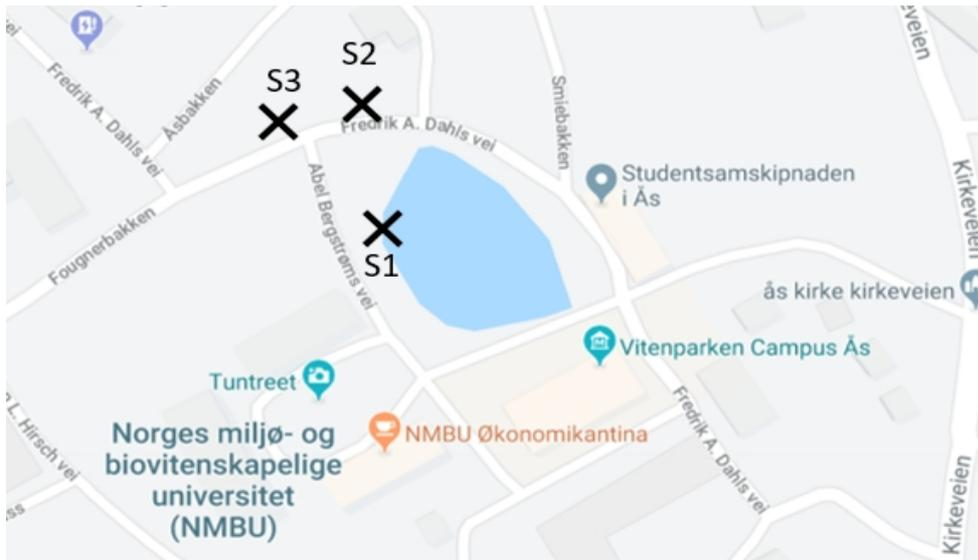 S2
S3
S1
Fredrik A. Dahls vei
Åsbakken
Fougnerbakken
Fredrik A. Dahls vei
Abel Bergstrøms vei
Smiebakken
Studentsamskipnaden
i Ås
Kirkeveien
ås kirke kirkeveien
Vitenparken Campus Ås
Tuntreet
NMBU Økonomikantina
Norges miljø- og
biovitenskapelige
universitet
(NMBU)
Fredrik A. Dahls vei
L. Hirsch vei
Kirkeveien